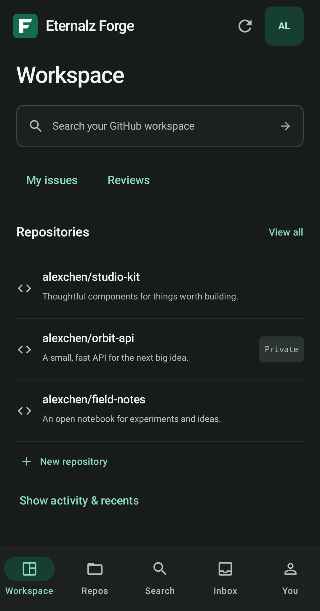 Eternalz Forge
AL
Workspace
Search your GitHub workspace
My issues
Reviews
Repositories
View all
alexchen/studio-kit
Thoughtful components for things worth building.
alexchen/orbit-api
A small, fast API for the next big idea.
Private
alexchen/field-notes
An open notebook for experiments and ideas.
New repository
Show activity & recents
Workspace
Repos
Search
Inbox
You